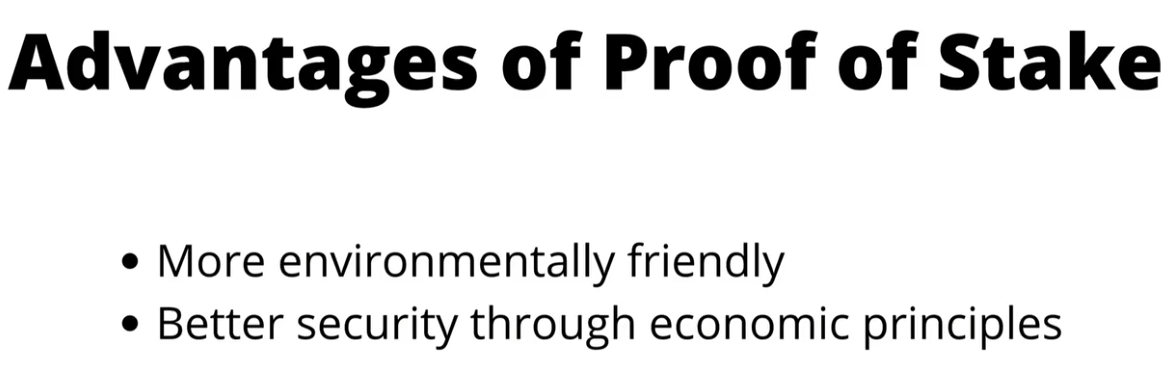 Advantages of Proof of Stake
• More environmentally friendly
• Better security through economic principles